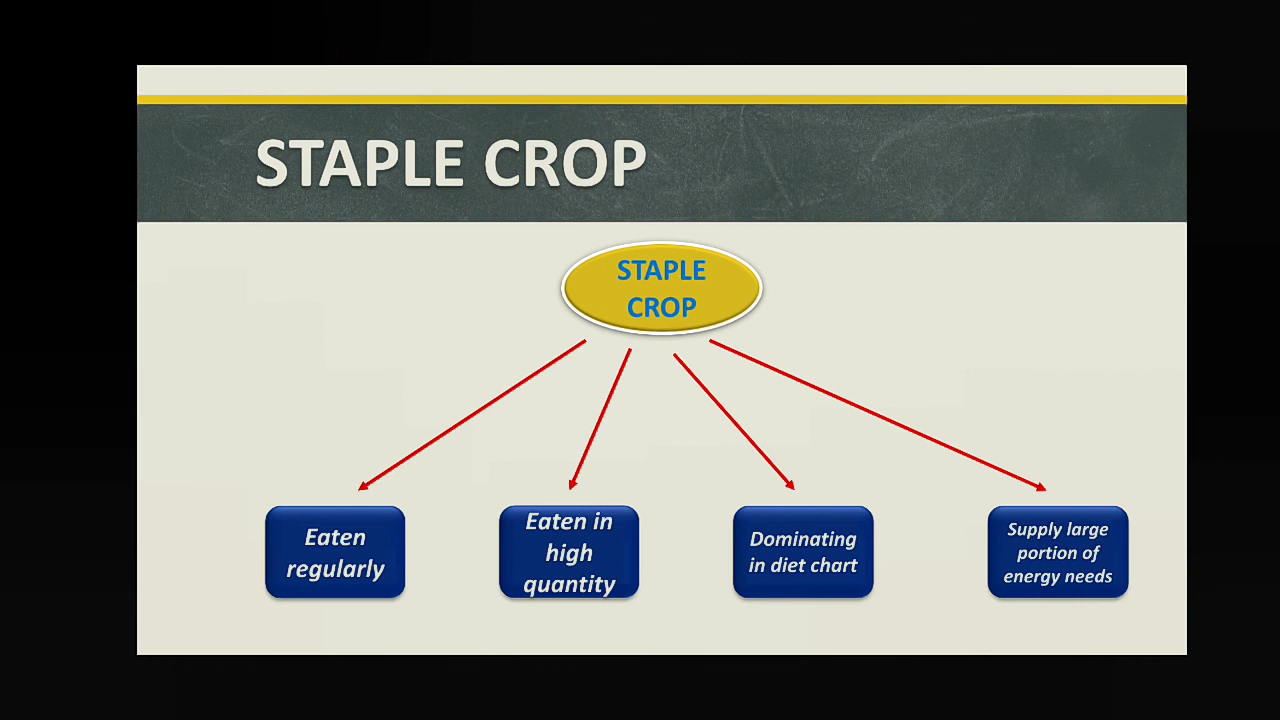 STAPLE CROP
STAPLE
CROP
Eaten
regularly
Eaten in
high
quantity
Dominating
in diet chart
Supply large
portion of
energy needs